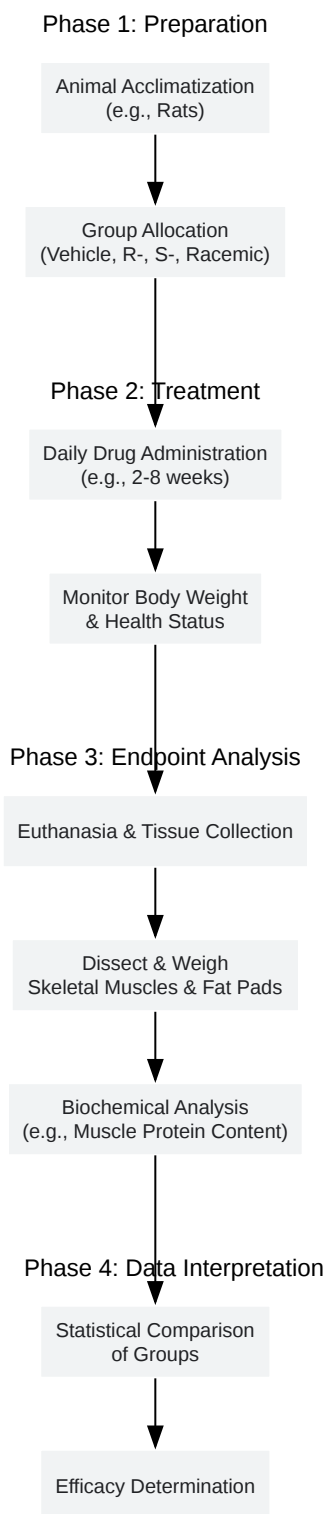 Phase 1: Preparation
Animal Acclimatization
(e.g., Rats)
Group Allocation
(Vehicle, R-, S-, Racemic)
Phase 2: Treatment
Daily Drug Administration
(e.g., 2-8 weeks)
Monitor Body Weight
& Health Status
Phase 3: Endpoint Analysis
Euthanasia & Tissue Collection
Dissect & Weigh
Skeletal Muscles & Fat Pads
Biochemical Analysis
(e.g., Muscle Protein Content)
Phase 4: Data Interpretation
Statistical Comparison
of Groups
Efficacy Determination